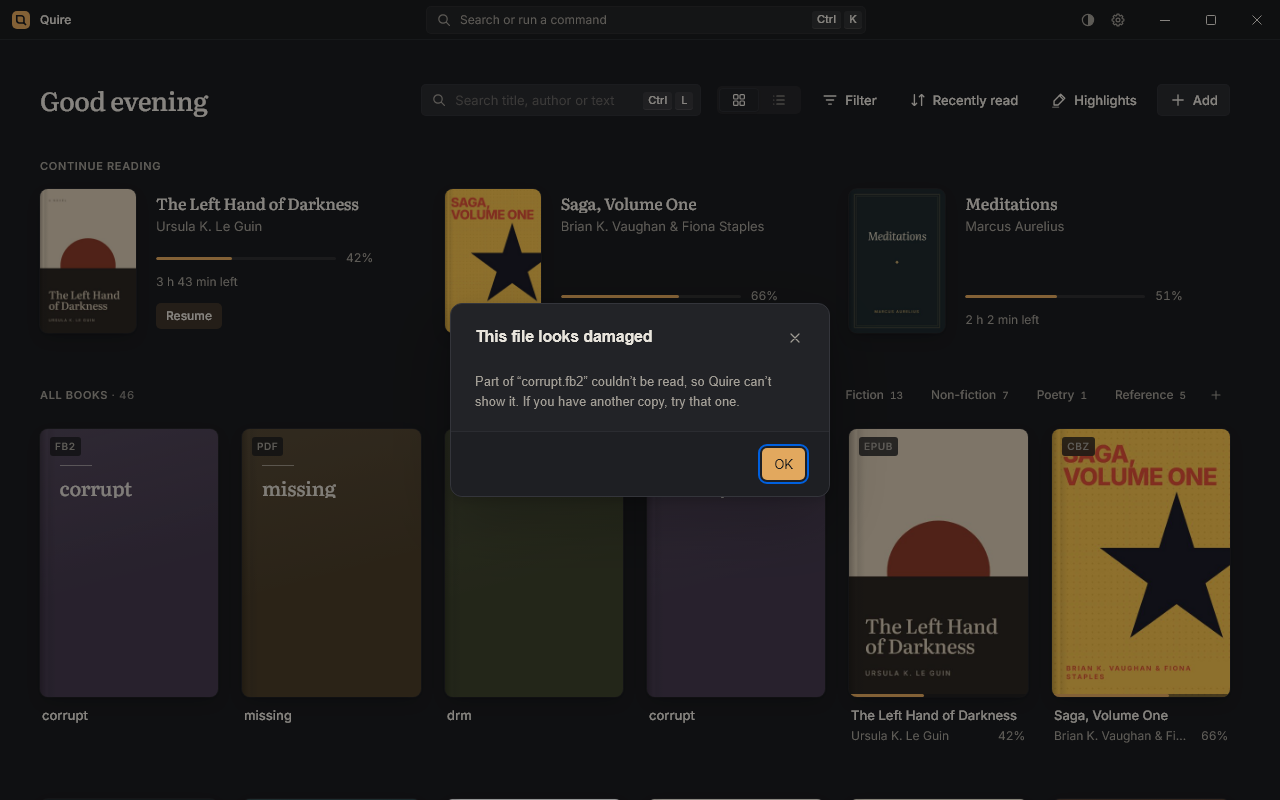 Quire
Search or run a command
Ctrl K
Good evening
Search title, author or text
Ctrl L
Filter
Recently read
Highlights
Add
CONTINUE READING
The Left Hand
of Darkness
URSULA K. LE GUIN
The Left Hand of Darkness
Ursula K. Le Guin
42%
3 h 43 min left
Resume
SAGA,
VOLUME ONE
Saga, Volume One
Brian K. Vaughan & Fiona Staples
66%
Meditations
MARCUS AURELIUS
Meditations
Marcus Aurelius
51%
2 h 2 min left
This file looks damaged
Part of “corrupt.fb2” couldn’t be read, so Quire can’t
show it. If you have another copy, try that one.
OK
ALL BOOKS · 46
Fiction 13
Non-fiction 7
Poetry 1
Reference 5
FB2
corrupt
corrupt
PDF
missing
missing
drm
corrupt
EPUB
The Left Hand
of Darkness
URSULA K. LE GUIN
The Left Hand of Darkness
Ursula K. Le Guin
42%
CBZ
SAGA,
VOLUME ONE
BRIAN K. VAUGHAN & FIONA
STAPLES
Saga, Volume One
Brian K. Vaughan & Fi...
66%